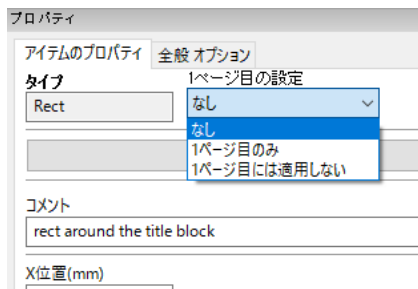 プロパティ
アイテムのプロパティ 全般 オプション
タイプ 1ページ目の設定
Rect なし
なし
1ページ目のみ
1ページ目には適用しない
コメント
rect around the title block
X位置(mm)